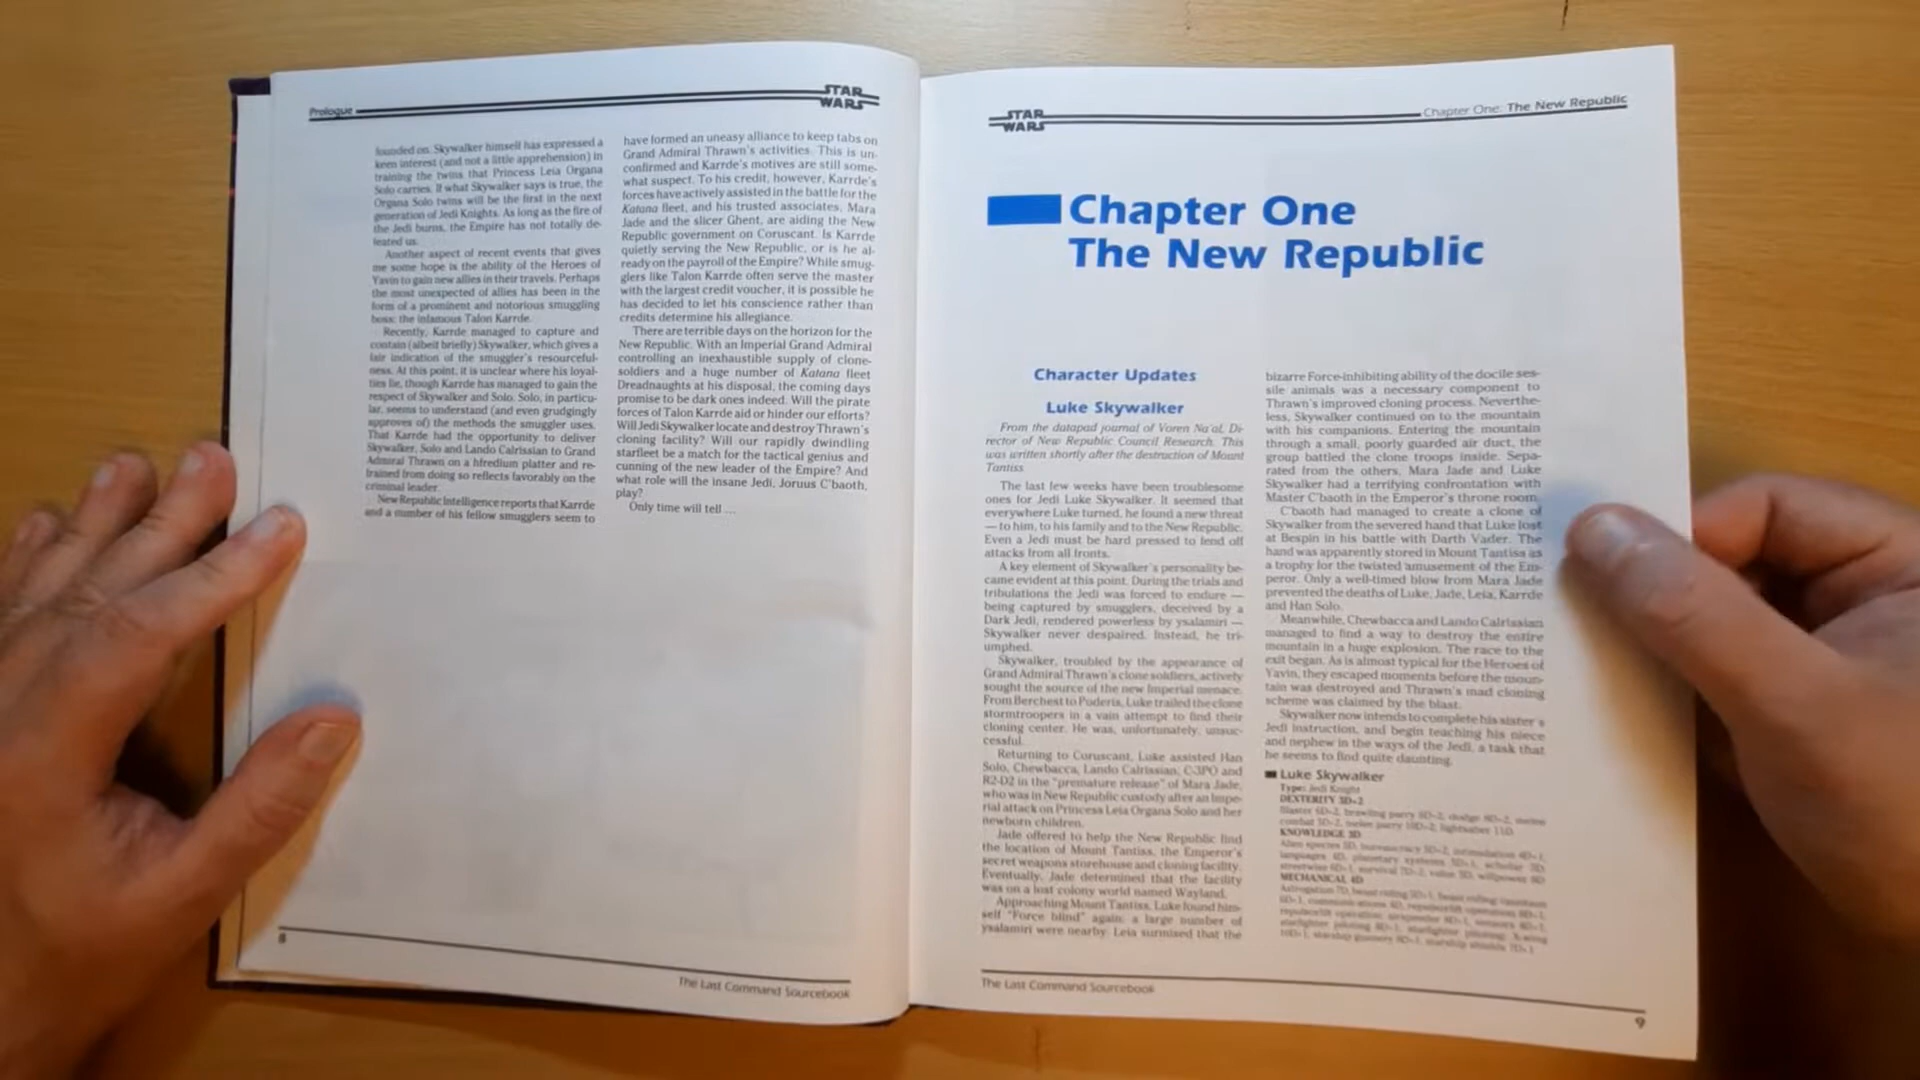 Prologue
STAR
WARS
founded on. Skywalker himself has expressed a
keen interest (and not a little apprehension) in
training the twins that Princess Leia Organa
Solo carries. If what Skywalker says is true, the
Organa Solo twins will be the first in the next
generation of Jedi Knights. As long as the fire of
the Jedi burns, the Empire has not totally de-
feated us.
Another aspect of recent events that gives
me some hope is the ability of the Heroes of
Yavin to gain new allies in their travels. Perhaps
the most unexpected of allies has been in the
form of a prominent and notorious smuggling
boss: the infamous Talon Karrde.
Recently, Karrde managed to capture and
contain (albeit briefly) Skywalker, which gives a
fair indication of the smuggler's resourceful-
ness. At this point, it is unclear where his loyal-
ties lie, though Karrde has managed to gain the
respect of Skywalker and Solo. Solo, in particu-
lar, seems to understand (and even grudgingly
approves of) the methods the smuggler uses.
That Karrde had the opportunity to deliver
Skywalker, Solo and Lando Calrissian to Grand
Admiral Thrawn on a hfredium platter and re-
frained from doing so reflects favorably on the
criminal leader.
New Republic Intelligence reports that Karrde
and a number of his fellow smugglers seem to
have formed an uneasy alliance to keep tabs on
Grand Admiral Thrawn's activities. This is un-
confirmed and Karrde's motives are still some-
what suspect. To his credit, however, Karrde's
forces have actively assisted in the battle for the
Katana fleet, and his trusted associates, Mara
Jade and the slicer Ghent, are aiding the New
Republic government on Coruscant. Is Karrde
quietly serving the New Republic, or is he al-
ready on the payroll of the Empire? While smug-
glers like Talon Karrde often serve the master
with the largest credit voucher, it is possible he
has decided to let his conscience rather than
credits determine his allegiance.
There are terrible days on the horizon for the
New Republic. With an Imperial Grand Admiral
controlling an inexhaustible supply of clone-
soldiers and a huge number of Katana fleet
Dreadnaughts at his disposal, the coming days
promise to be dark ones indeed. Will the pirate
forces of Talon Karrde aid or hinder our efforts?
Will Jedi Skywalker locate and destroy Thrawn's
cloning facility? Will our rapidly dwindling
starfleet be a match for the tactical genius and
cunning of the new leader of the Empire? And
what role will the insane Jedi, Joruus C'baoth,
play?
Only time will tell ...
8
The Last Command Sourcebook
STAR
WARS
Chapter One: The New Republic
Chapter One
The New Republic
Character Updates
Luke Skywalker
From the datapad journal of Voren Na'al, Di-
rector of New Republic Council Research. This
was written shortly after the destruction of Mount
Tantiss.
The last few weeks have been troublesome
ones for Jedi Luke Skywalker. It seemed that
everywhere Luke turned, he found a new threat
— to him, to his family and to the New Republic.
Even a Jedi must be hard pressed to fend off
attacks from all fronts.
A key element of Skywalker's personality be-
came evident at this point. During the trials and
tribulations the Jedi was forced to endure —
being captured by smugglers, deceived by a
Dark Jedi, rendered powerless by ysalamiri —
Skywalker never despaired. Instead, he tri-
umphed.
Skywalker, troubled by the appearance of
Grand Admiral Thrawn's clone soldiers, actively
sought the source of the new Imperial menace.
From Berchest to Poderis, Luke trailed the clone
stormtroopers in a vain attempt to find their
cloning center. He was, unfortunately, unsuc-
cessful.
Returning to Coruscant, Luke assisted Han
Solo, Chewbacca, Lando Calrissian, C-3PO and
R2-D2 in the "premature release" of Mara Jade,
who was in New Republic custody after an Impe-
rial attack on Princess Leia Organa Solo and her
newborn children.
Jade offered to help the New Republic find
the location of Mount Tantiss, the Emperor's
secret weapons storehouse and cloning facility.
Eventually, Jade determined that the facility
was on a lost colony world named Wayland.
Approaching Mount Tantiss, Luke found him-
self "Force blind" again; a large number of
ysalamiri were nearby. Leia surmised that the
bizarre Force-inhibiting ability of the docile ses-
sile animals was a necessary component to
Thrawn's improved cloning process. Neverthe-
less, Skywalker continued on to the mountain
with his companions. Entering the mountain
through a small, poorly guarded air duct, the
group battled the clone troops inside. Sepa-
rated from the others, Mara Jade and Luke
Skywalker had a terrifying confrontation with
Master C'baoth in the Emperor's throne room.
C'baoth had managed to create a clone of
Skywalker from the severed hand that Luke lost
at Bespin in his battle with Darth Vader. The
hand was apparently stored in Mount Tantiss as
a trophy for the twisted amusement of the Em-
peror. Only a well-timed blow from Mara Jade
prevented the deaths of Luke, Jade, Leia, Karrde
and Han Solo.
Meanwhile, Chewbacca and Lando Calrissian
managed to find a way to destroy the entire
mountain in a huge explosion. The race to the
exit began. As is almost typical for the Heroes of
Yavin, they escaped moments before the moun-
tain was destroyed and Thrawn's mad cloning
scheme was claimed by the blast.
Skywalker now intends to complete his sister's
Jedi instruction, and begin teaching his niece
and nephew in the ways of the Jedi, a task that
he seems to find quite daunting.
Luke Skywalker
Type: Jedi Knight
DEXTERITY 3D+2
KNOWLEDGE 3D
MECHANICAL 4D
The Last Command Sourcebook
9